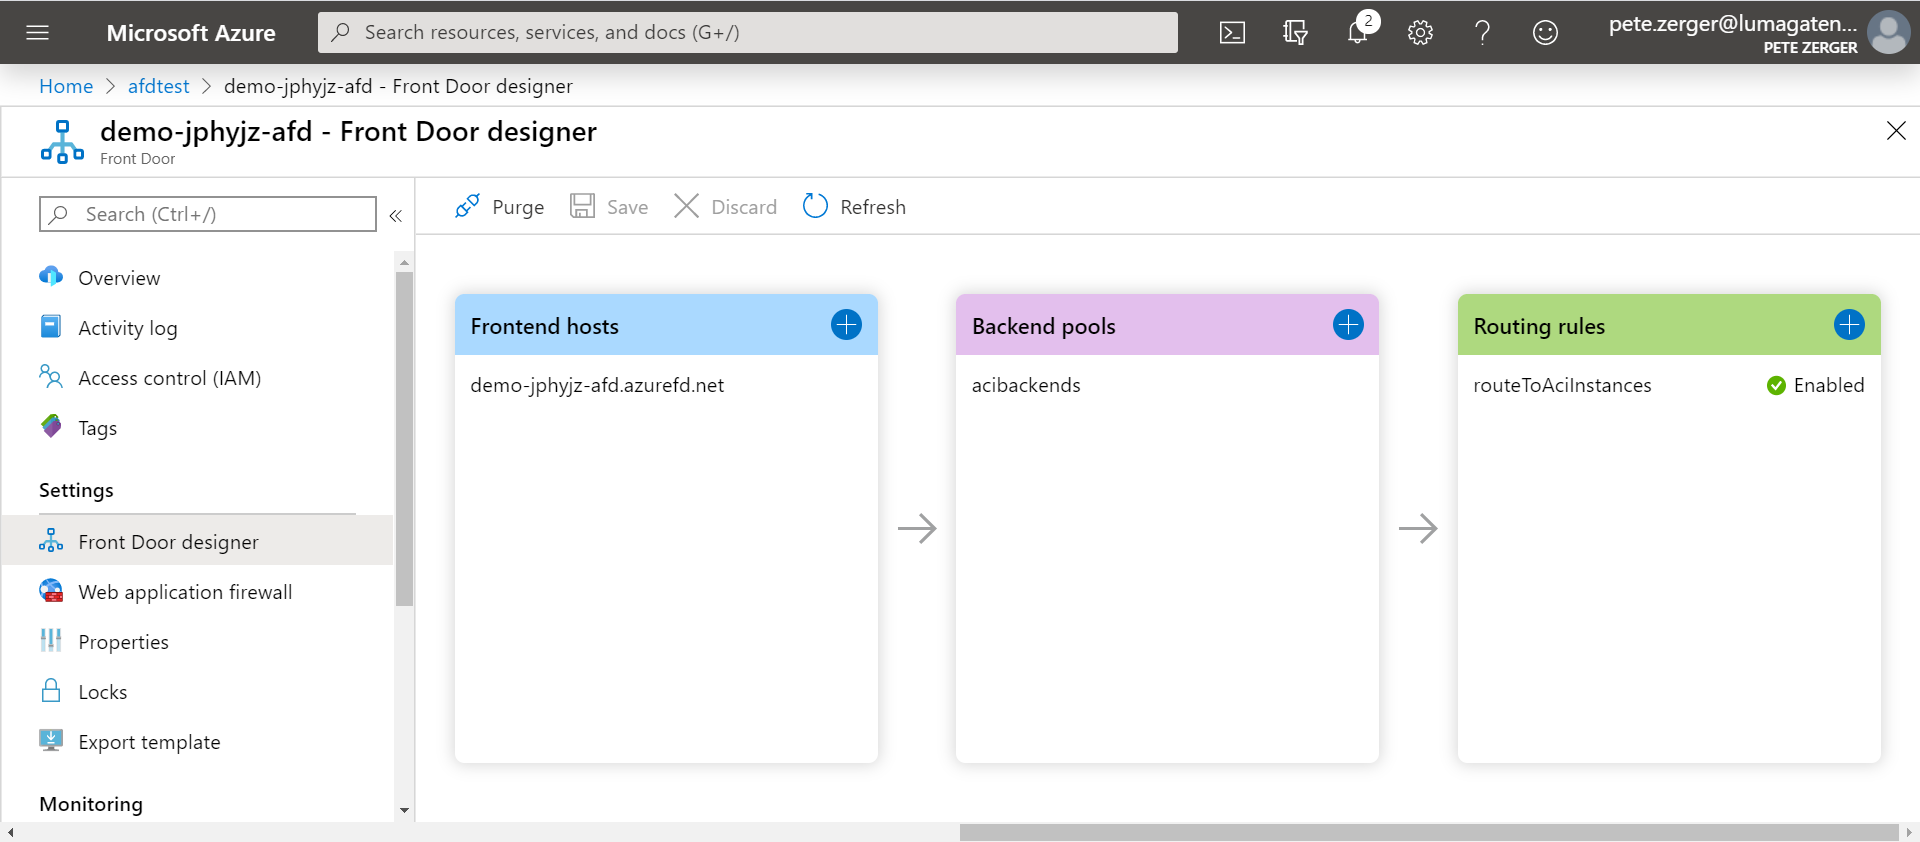 Microsoft Azure
Search resources, services, and docs (G+/)
2
pete.zerger@lumagaten...
PETE ZERGER
Home > afdtest > demo-jphyjz-afd - Front Door designer
demo-jphyjz-afd - Front Door designer
Front Door
Search (Ctrl+/)
«
Purge
Save
Discard
Refresh
Overview
Activity log
Access control (IAM)
Tags
Settings
Front Door designer
Web application firewall
Properties
Locks
Export template
Monitoring
Frontend hosts
demo-jphyjz-afd.azurefd.net
Backend pools
acibackends
Routing rules
routeToAciInstances
Enabled